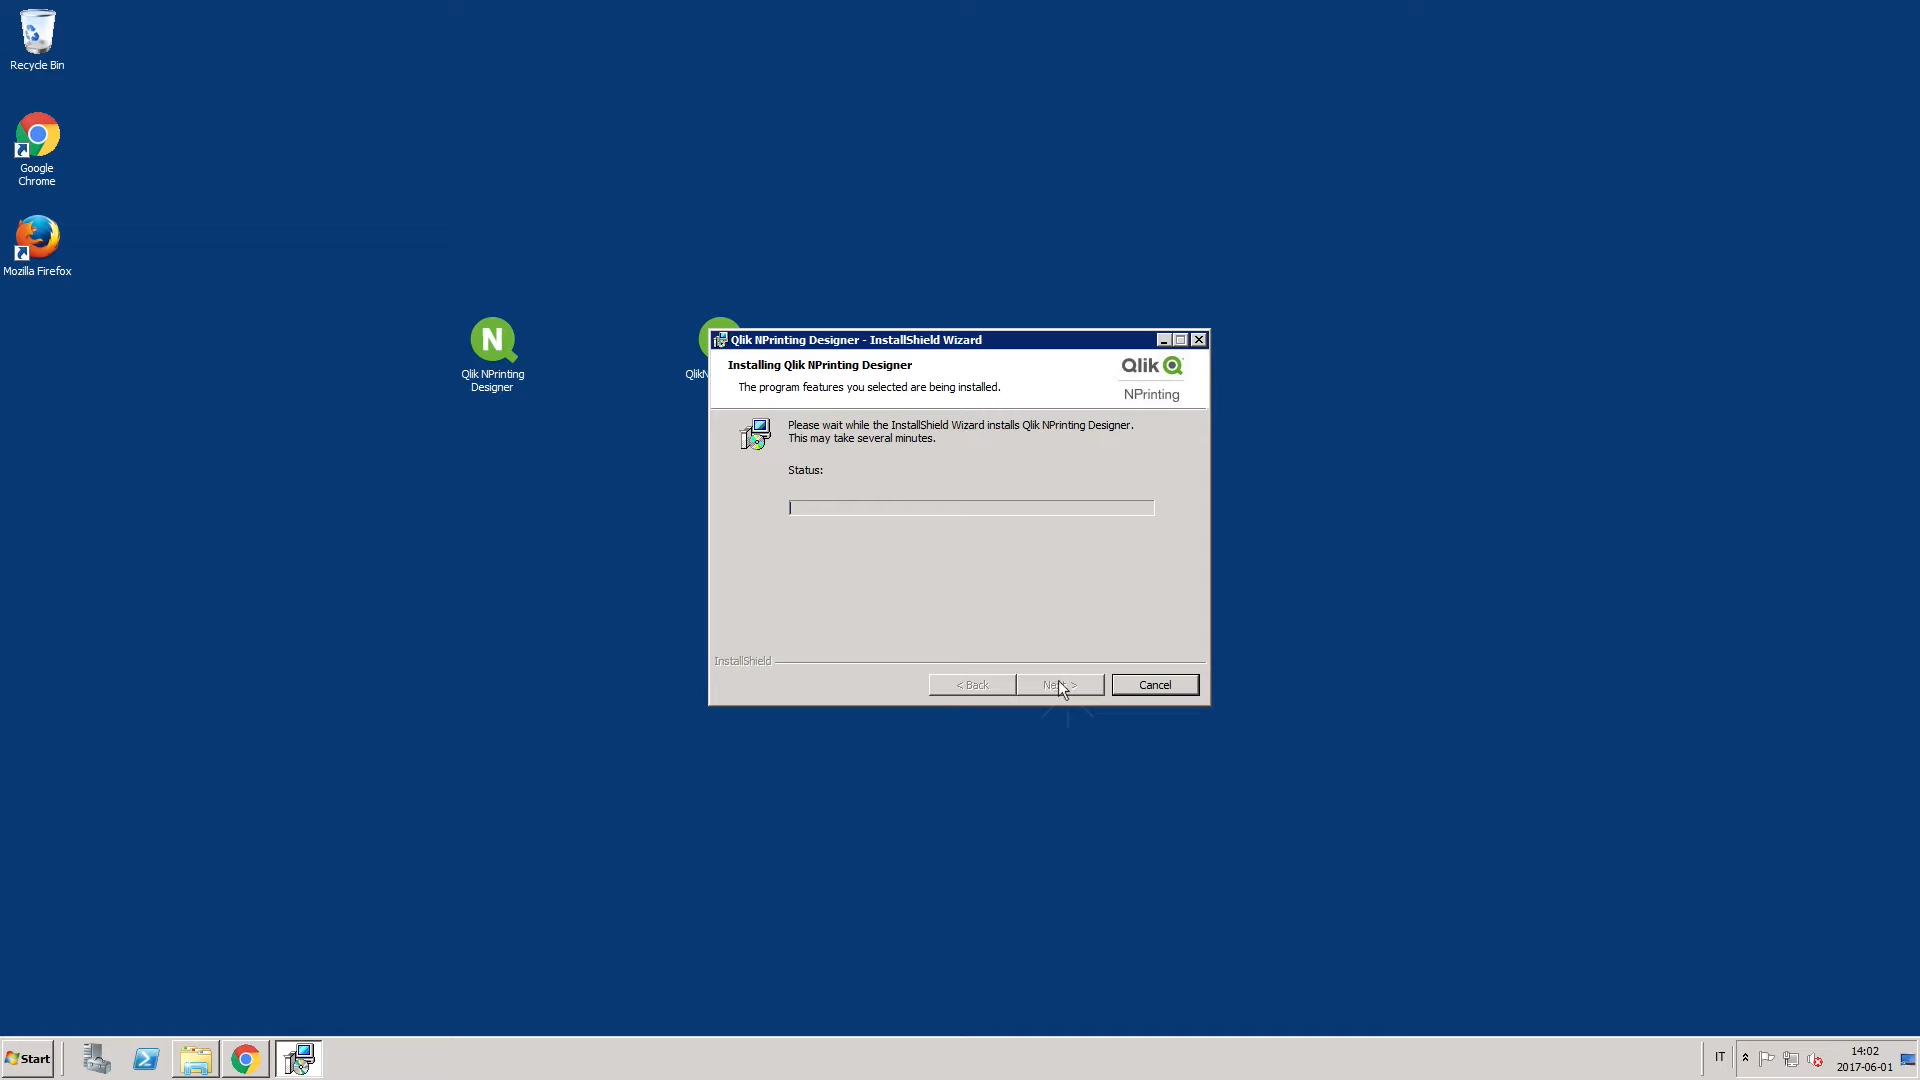 Recycle Bin
Google
Chrome
Mozilla Firefox
Qlik NPrinting
Designer
Qlik NPrinting Designer - InstallShield Wizard
Installing Qlik NPrinting Designer
The program features you selected are being installed.
Qlik
NPrinting
Please wait while the InstallShield Wizard installs Qlik NPrinting Designer.
This may take several minutes.
Status:
InstallShield
< Back
Next >
Cancel
Start
IT
14:02
2017-06-01